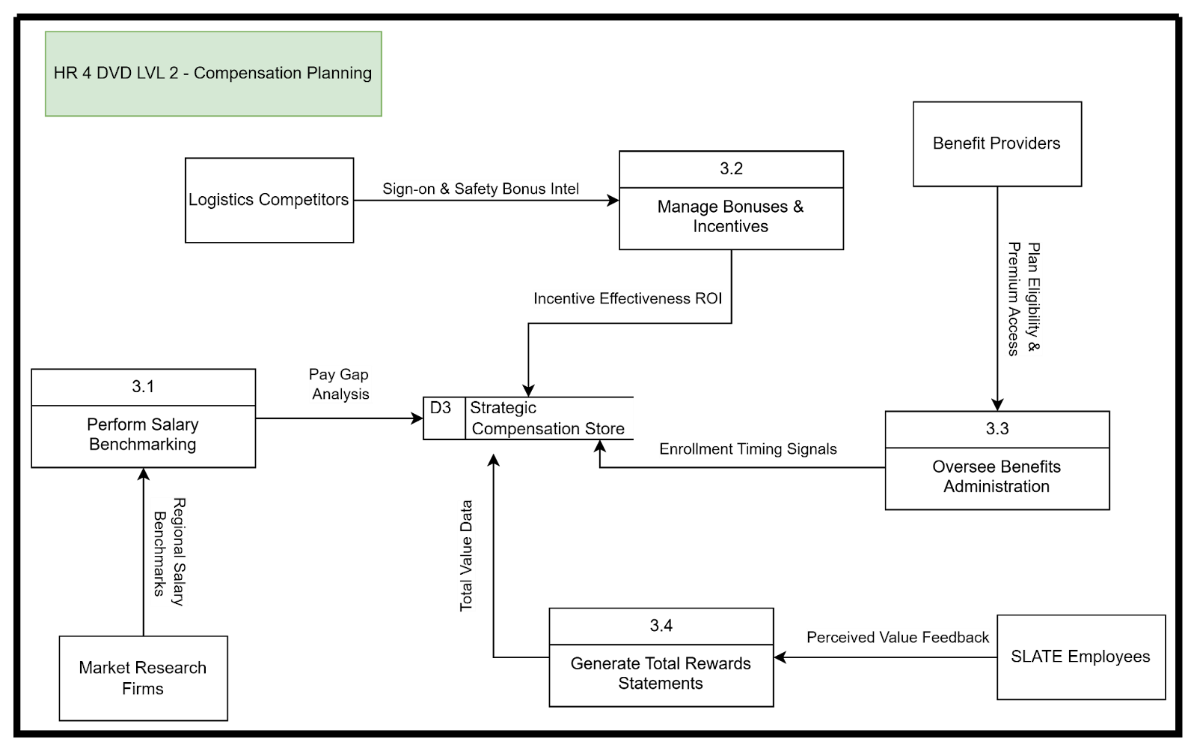 HR 4 DVD LVL 2 - Compensation Planning
Benefit Providers
Logistics Competitors
Sign-on & Safety Bonus Intel
3.2
Manage Bonuses &
Incentives
Plan Eligibility &
Premium Access
Incentive Effectiveness ROI
3.1
Perform Salary
Benchmarking
Pay Gap
Analysis
D3
Strategic
Compensation Store
Enrollment Timing Signals
3.3
Oversee Benefits
Administration
Regional Salary
Benchmarks
Total Value Data
Market Research
Firms
3.4
Generate Total Rewards
Statements
Perceived Value Feedback
SLATE Employees